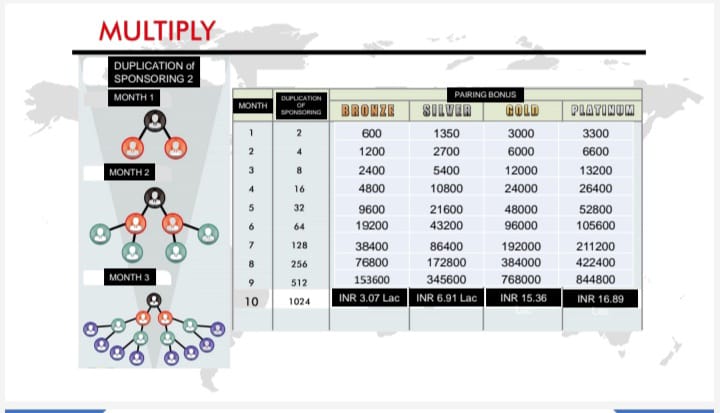 MULTIPLY
DUPLICATION of
SPONSORING 2
MONTH 1
MONTH 2
MONTH 3
PAIRING BONUS
MONTH DUPLICATION OF SPONSORING BRONZE SILVER GOLD PLATINUM
1 2 600 1350 3000 3300
2 4 1200 2700 6000 6600
3 8 2400 5400 12000 13200
4 16 4800 10800 24000 26400
5 32 9600 21600 48000 52800
6 64 19200 43200 96000 105600
7 128 38400 86400 192000 211200
8 256 76800 172800 384000 422400
9 512 153600 345600 768000 844800
10 1024 INR 3.07 Lac INR 6.91 Lac INR 15.36 INR 16.89